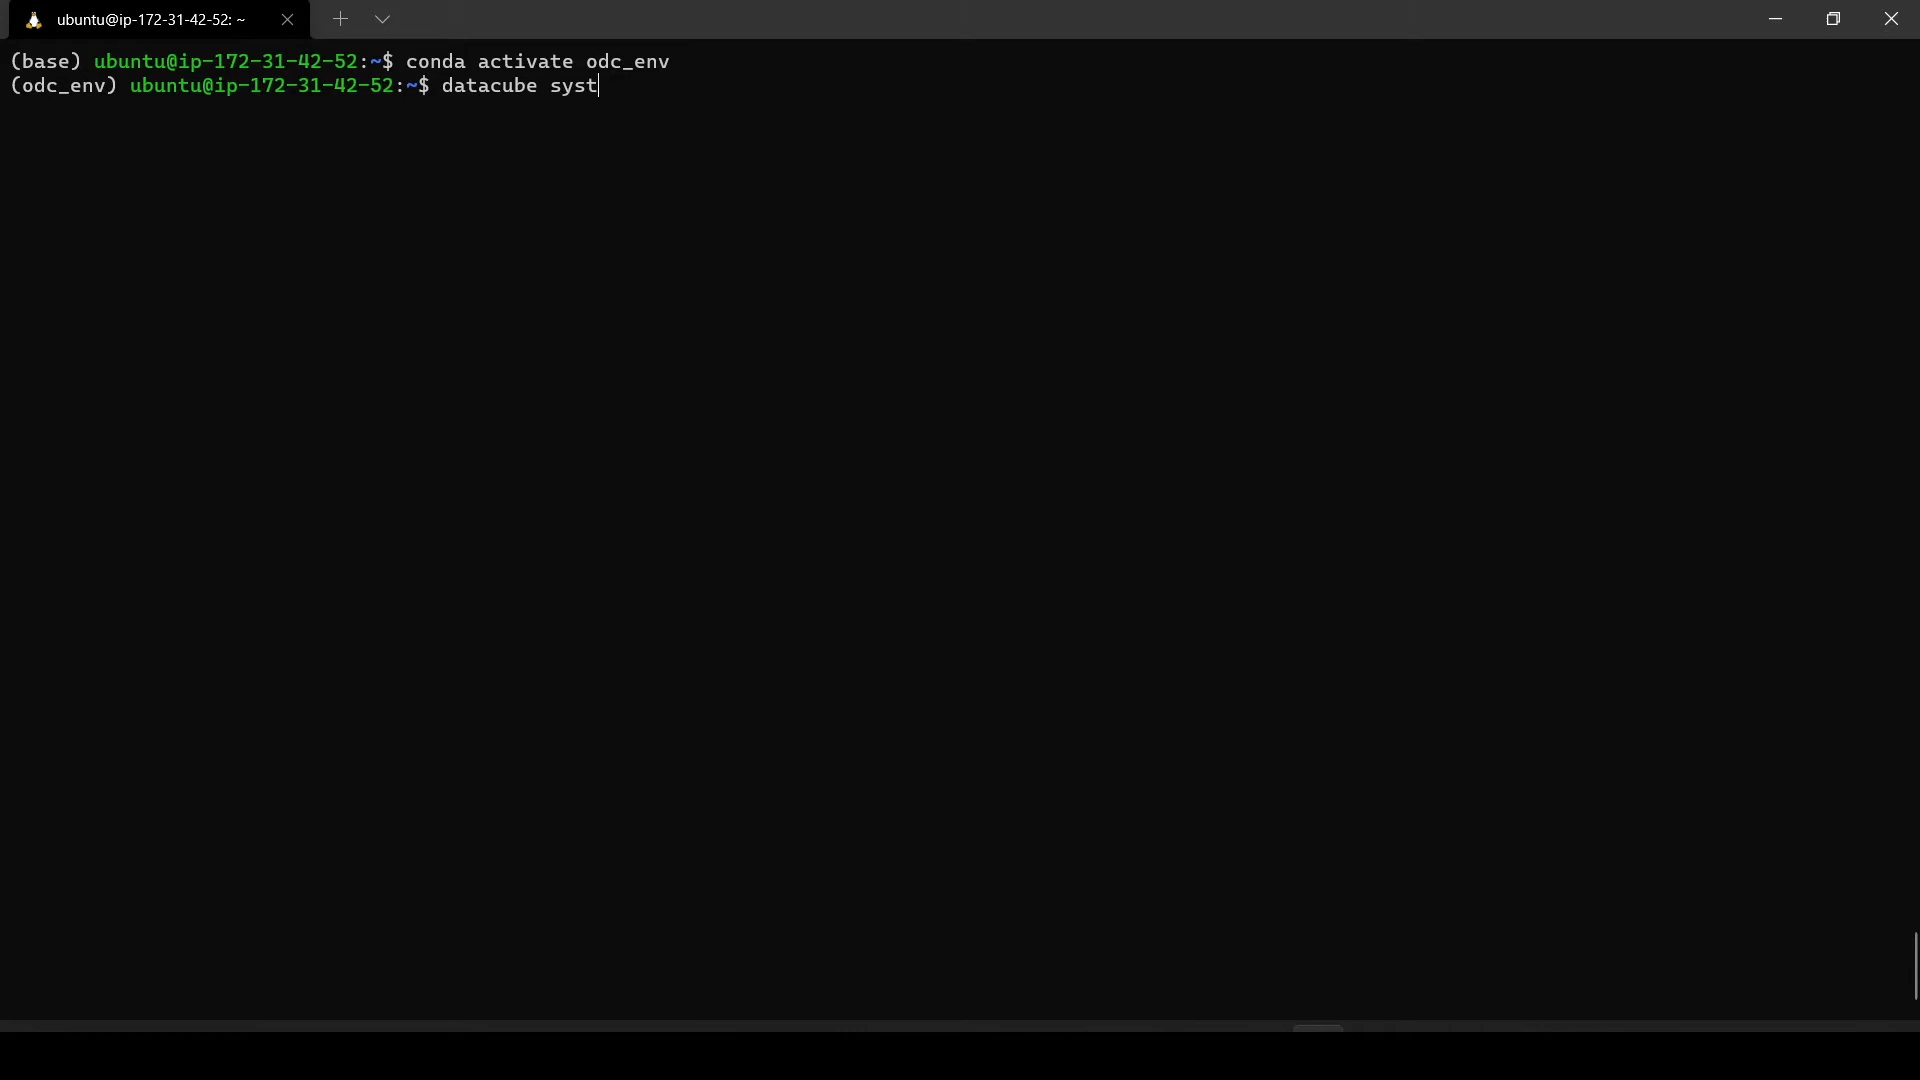 ubuntu@ip-172-31-42-52: ~
(base) ubuntu@ip-172-31-42-52:~$ conda activate odc_env
(odc_env) ubuntu@ip-172-31-42-52:~$ datacube syst